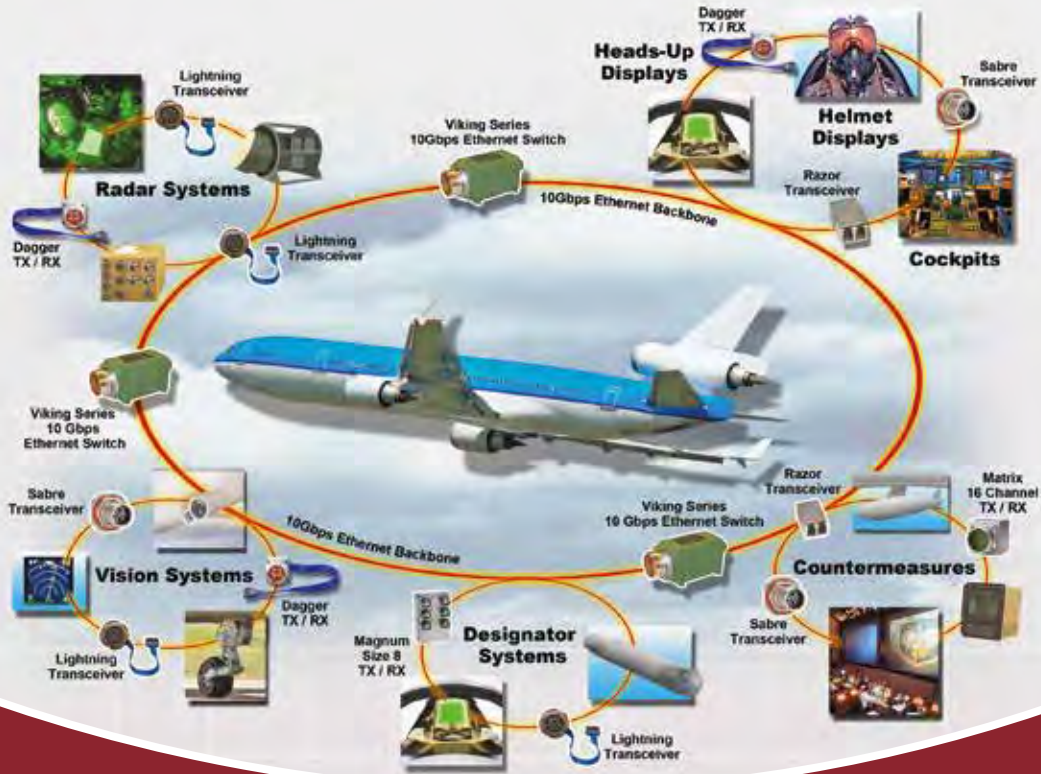 Dagger
TX / RX
Heads-Up
Displays
Sabre
Transceiver
Helmet
Displays
Lightning
Transceiver
Viking Series
10Gbps Ethernet Switch
Radar Systems
10Gbps Ethernet Backbone
Razor
Transceiver
Dagger
TX / RX
Lightning
Transceiver
Cockpits
Viking Series
10 Gbps
Ethernet Switch
Sabre
Transceiver
10Gbps Ethernet Backbone
Viking Series
10 Gbps Ethernet Switch
Razor
Transceiver
Matrix
16 Channel
TX / RX
Vision Systems
Dagger
TX / RX
Countermeasures
Lightning
Transceiver
Magnum
Size 8
TX / RX
Designator
Systems
Sabre
Transceiver
Lightning
Transceiver